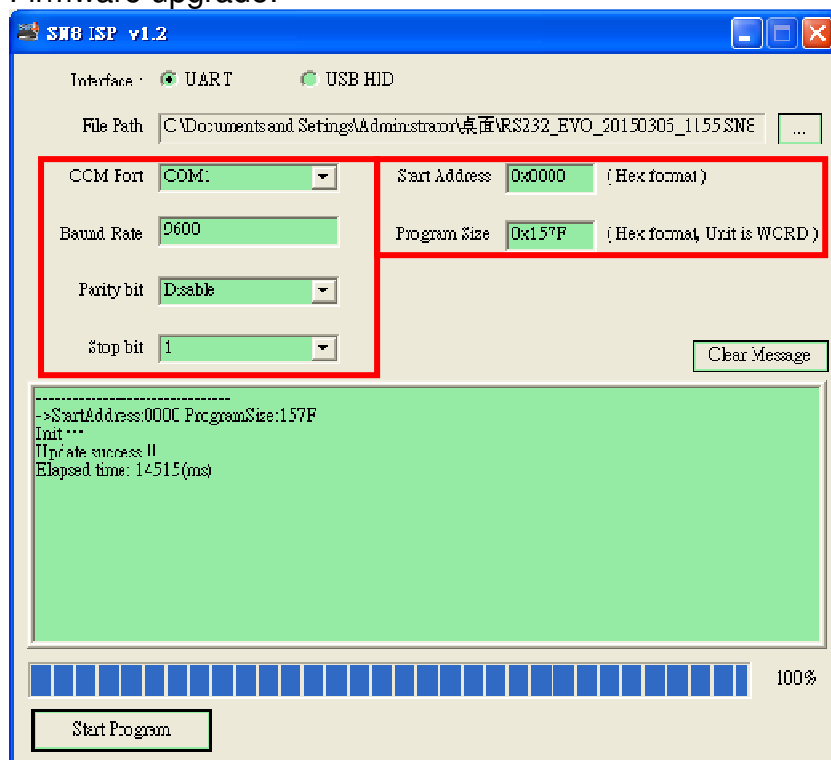 Firmware upgrade:
SN8 ISP v1.2
Interface : UART USB HID
File Path C:\Documents and Settings\Administrator\桌面\RS232_EVO_20150305_1155.SN8 ...
COM Port Start Address 0x0000 ( Hex format )
Baund Rate 9600 Program Size 0x157F ( Hex format, Unit is WORD )
Parity bit Disable
Stop bit 1
Clear Message
------------------------------
->StartAddress:0000 ProgramSize:157F
Init ...
Update success !!
Elapsed time: 14515(ms)
100%
Start Program